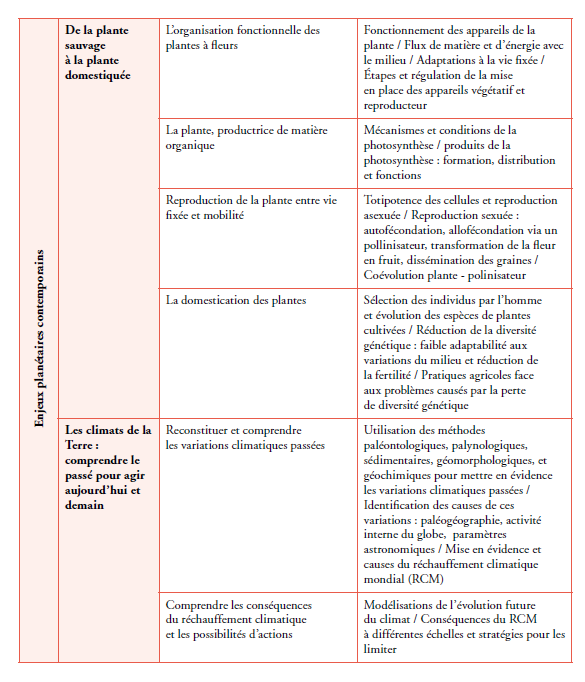 Enjeux planétaires contemporains
De la plante
sauvage
à la plante
domestiquée
L'organisation fonctionnelle des
plantes à fleurs
Fonctionnement des appareils de la
plante / Flux de matière et d'énergie avec
le milieu / Adaptations à la vie fixée /
Étapes et régulation de la mise
en place des appareils végétatif et
reproducteur
La plante, productrice de matière
organique
Mécanismes et conditions de la
photosynthèse / produits de la
photosynthèse : formation, distribution
et fonctions
Reproduction de la plante entre vie
fixée et mobilité
Totipotence des cellules et reproduction
asexuée / Reproduction sexuée :
autofécondation, allofécondation via un
pollinisateur, transformation de la fleur
en fruit, dissémination des graines /
Coévolution plante - polinisateur
La domestication des plantes
Sélection des individus par l'homme
et évolution des espèces de plantes
cultivées / Réduction de la diversité
génétique : faible adaptabilité aux
variations du milieu et réduction de
la fertilité / Pratiques agricoles face
aux problèmes causés par la perte
de diversité génétique
Les climats de la
Terre :
comprendre le
passé pour agir
aujourd'hui et
demain
Reconstituer et comprendre
les variations climatiques passées
Utilisation des méthodes
paléontologiques, palynologiques,
sédimentaires, géomorphologiques, et
géochimiques pour mettre en évidence
les variations climatiques passées /
Identification des causes de ces
variations : paléogéographie, activité
interne du globe, paramètres
astronomiques / Mise en évidence et
causes du réchauffement climatique
mondial (RCM)
Comprendre les conséquences
du réchauffement climatique
et les possibilités d'actions
Modélisations de l'évolution future
du climat / Conséquences du RCM
à différentes échelles et stratégies pour les
limiter